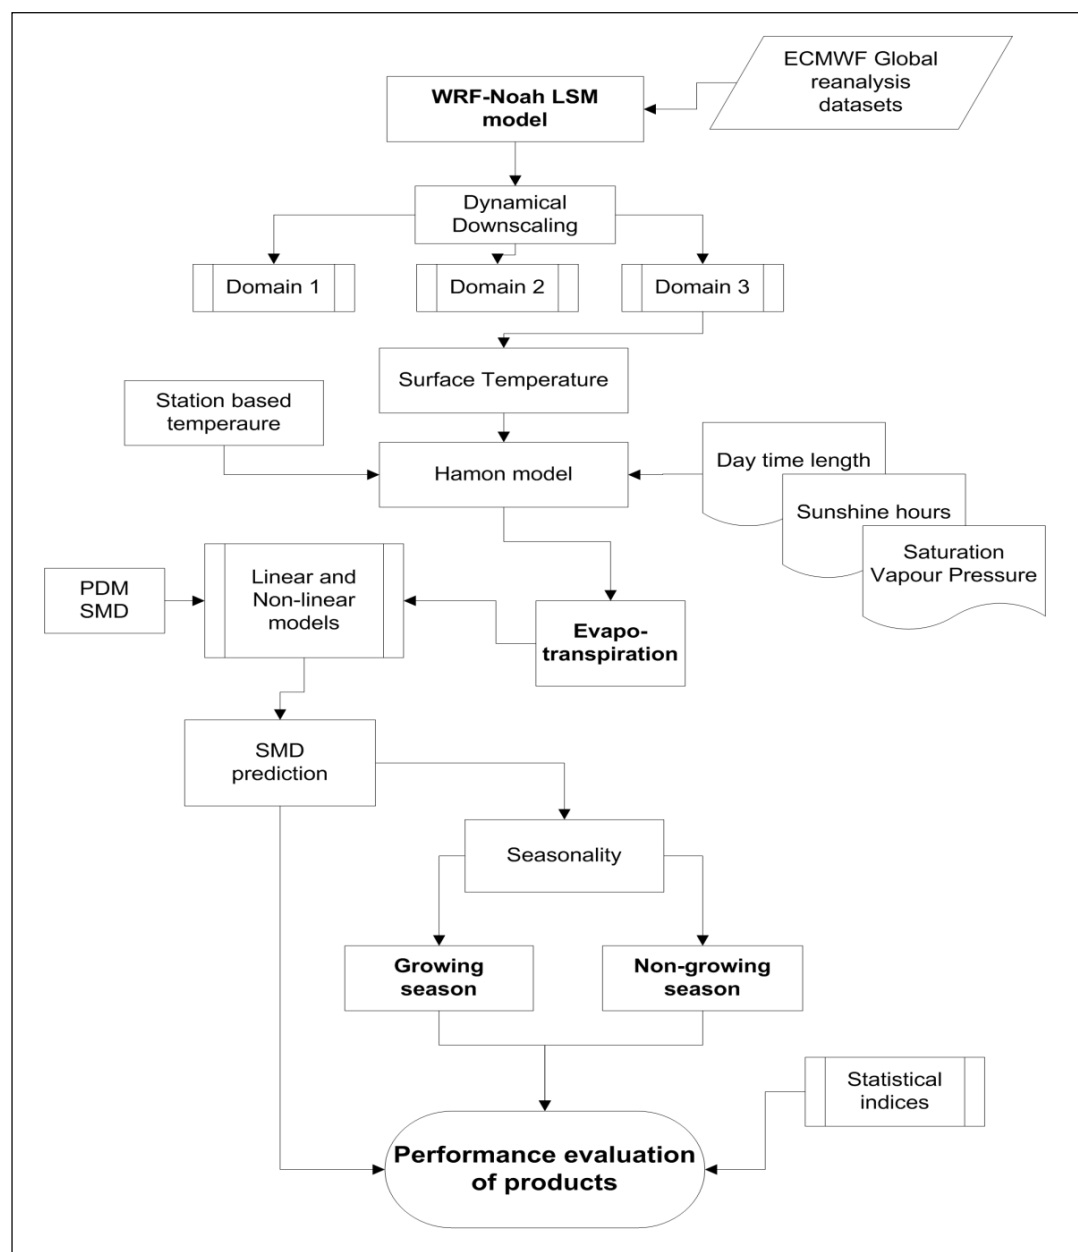 ECMWF Global
reanalysis
datasets
WRF-Noah LSM
model
Dynamical
Downscaling
Domain 1
Domain 2
Domain 3
Surface Temperature
Station based
temperaure
Hamon model
Day time length
Sunshine hours
Saturation
Vapour Pressure
PDM
SMD
Linear and
Non-linear
models
Evapo-
transpiration
SMD
prediction
Seasonality
Growing
season
Non-growing
season
Statistical
indices
Performance evaluation
of products